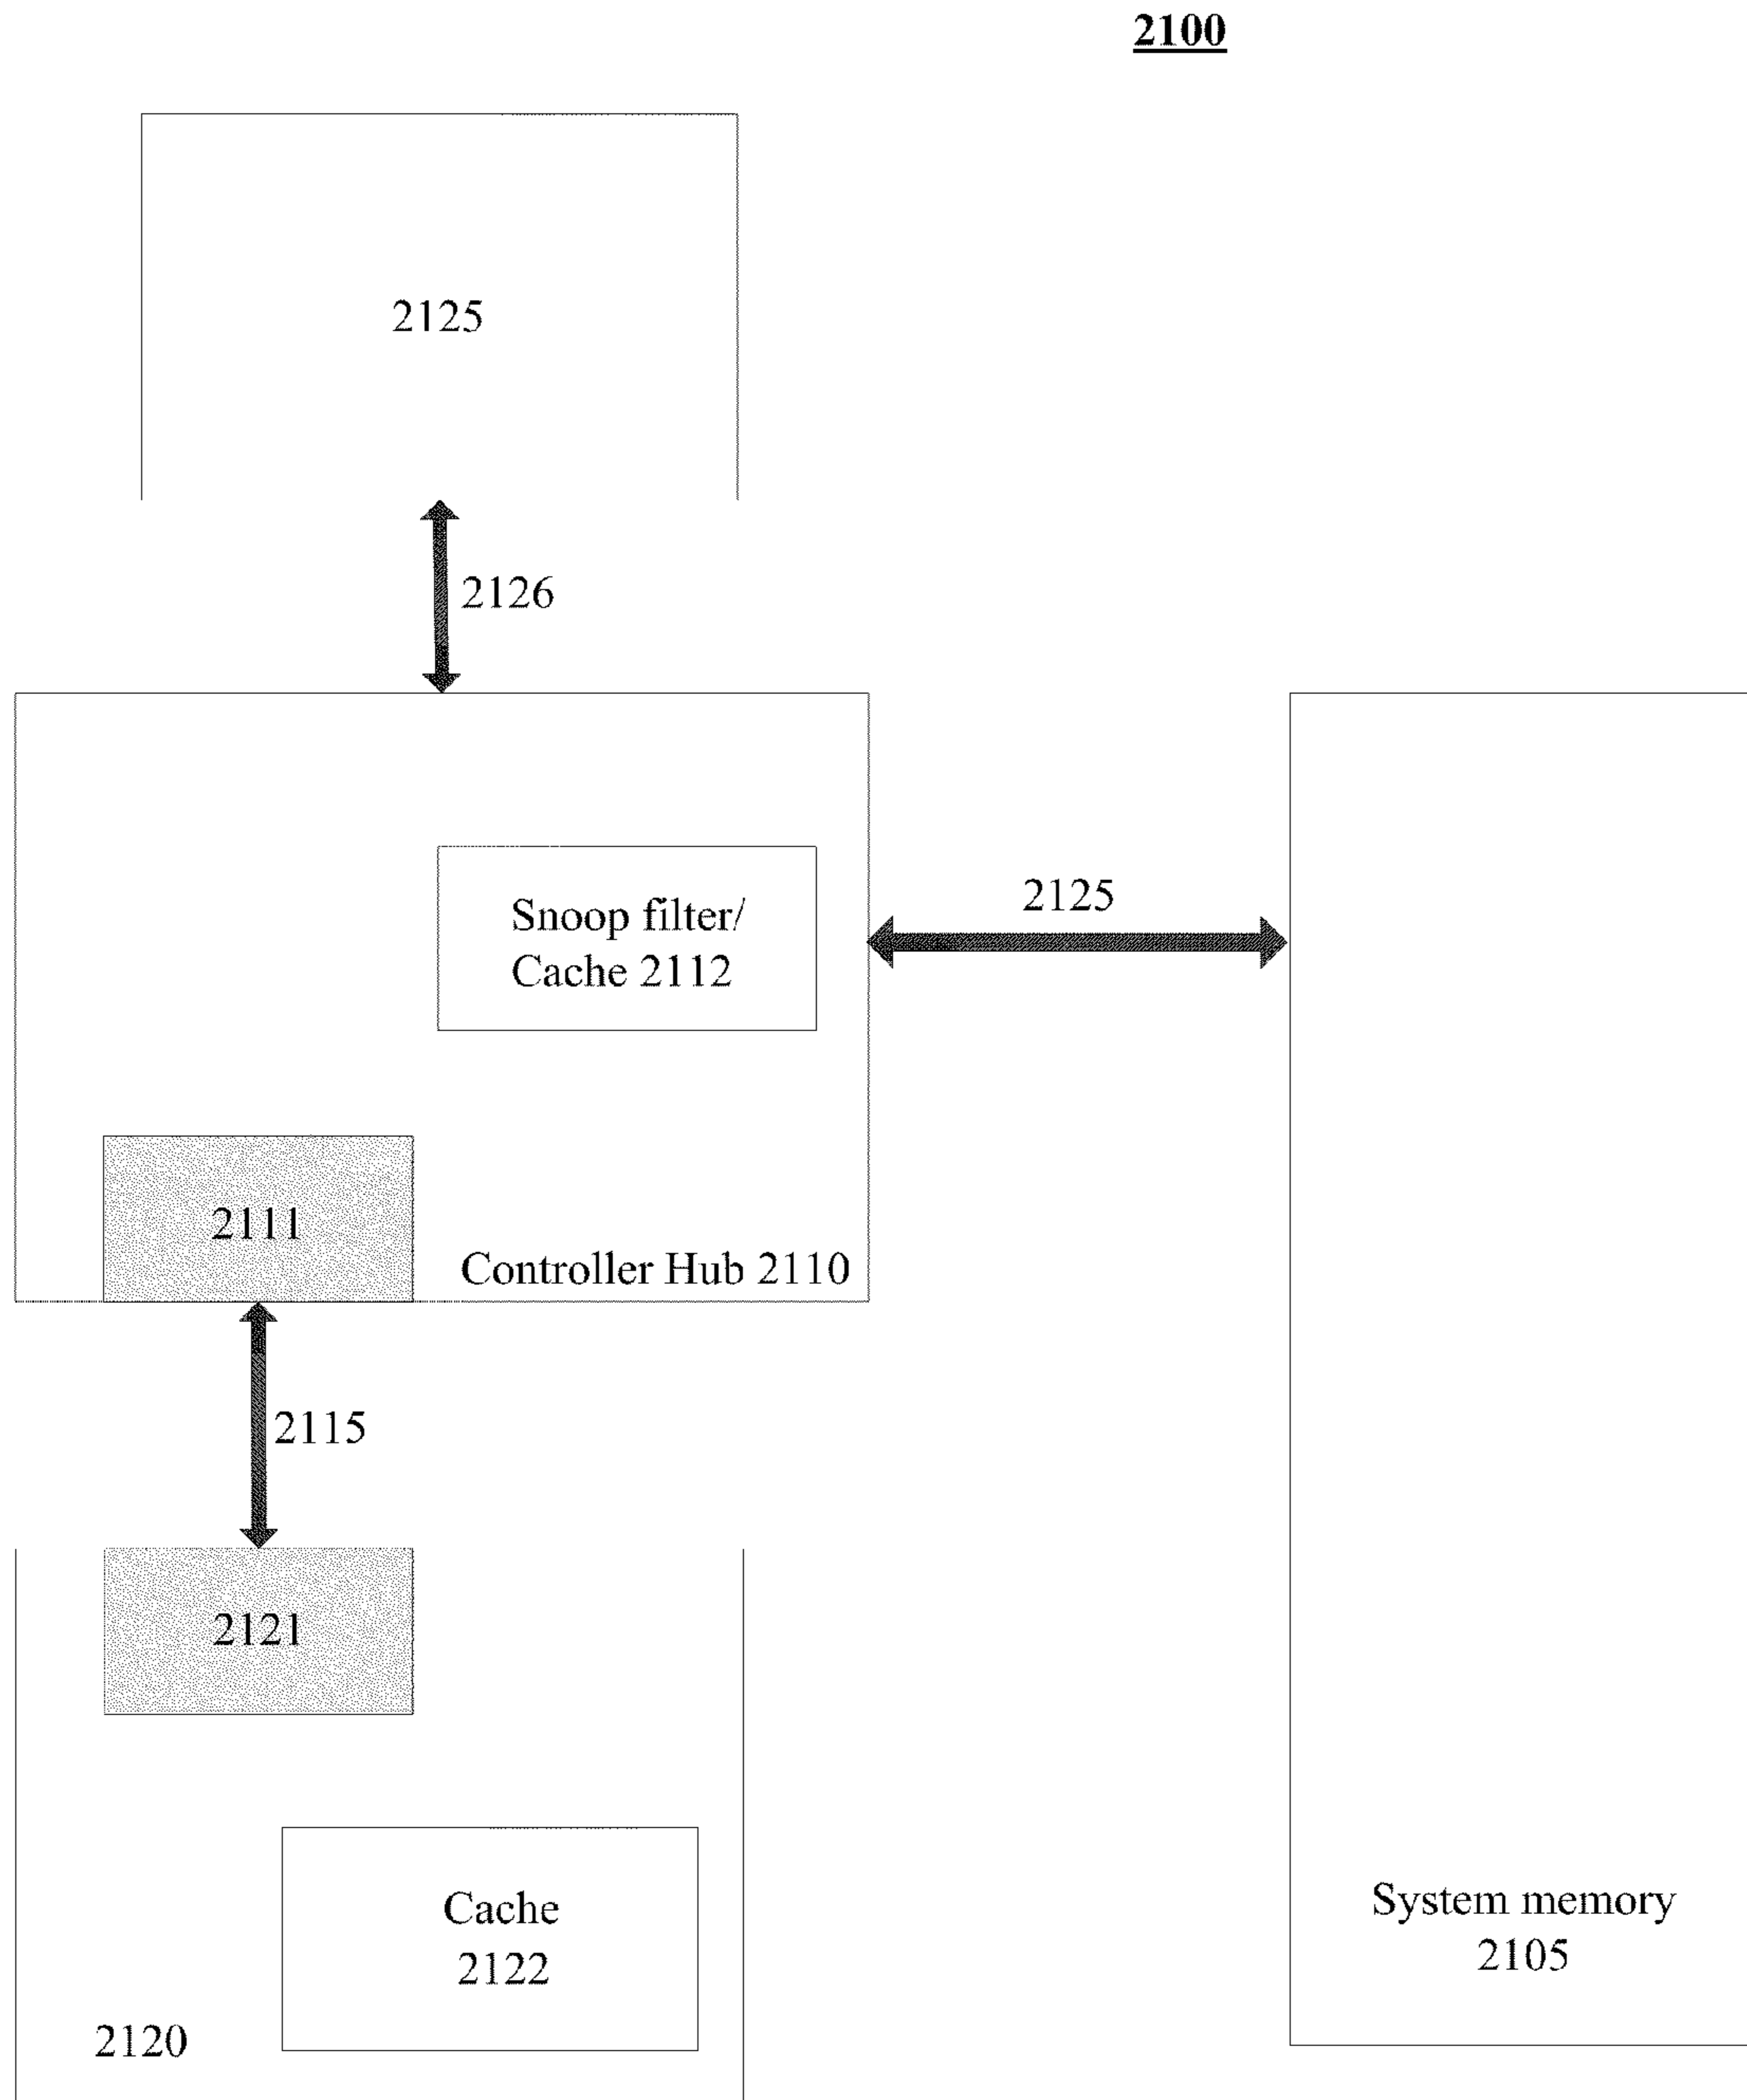 2100
2125
2126
Snoop filter/
Cache 2112
2125
2111
Controller Hub 2110
2115
2121
Cache
2122
System memory
2105
2120